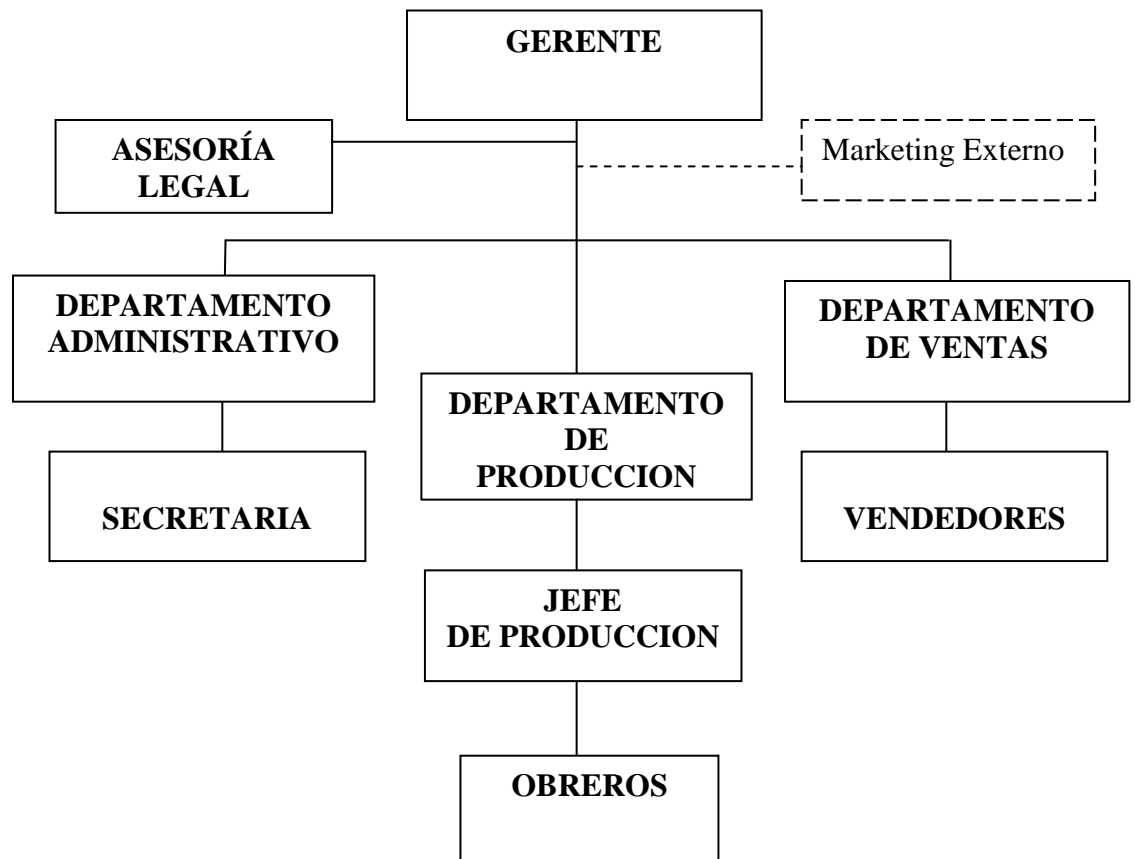 GERENTE
ASESORÍA
LEGAL
Marketing Externo
DEPARTAMENTO
ADMINISTRATIVO
DEPARTAMENTO
DE VENTAS
DEPARTAMENTO
DE
PRODUCCION
SECRETARIA
VENDEDORES
JEFE
DE PRODUCCION
OBREROS